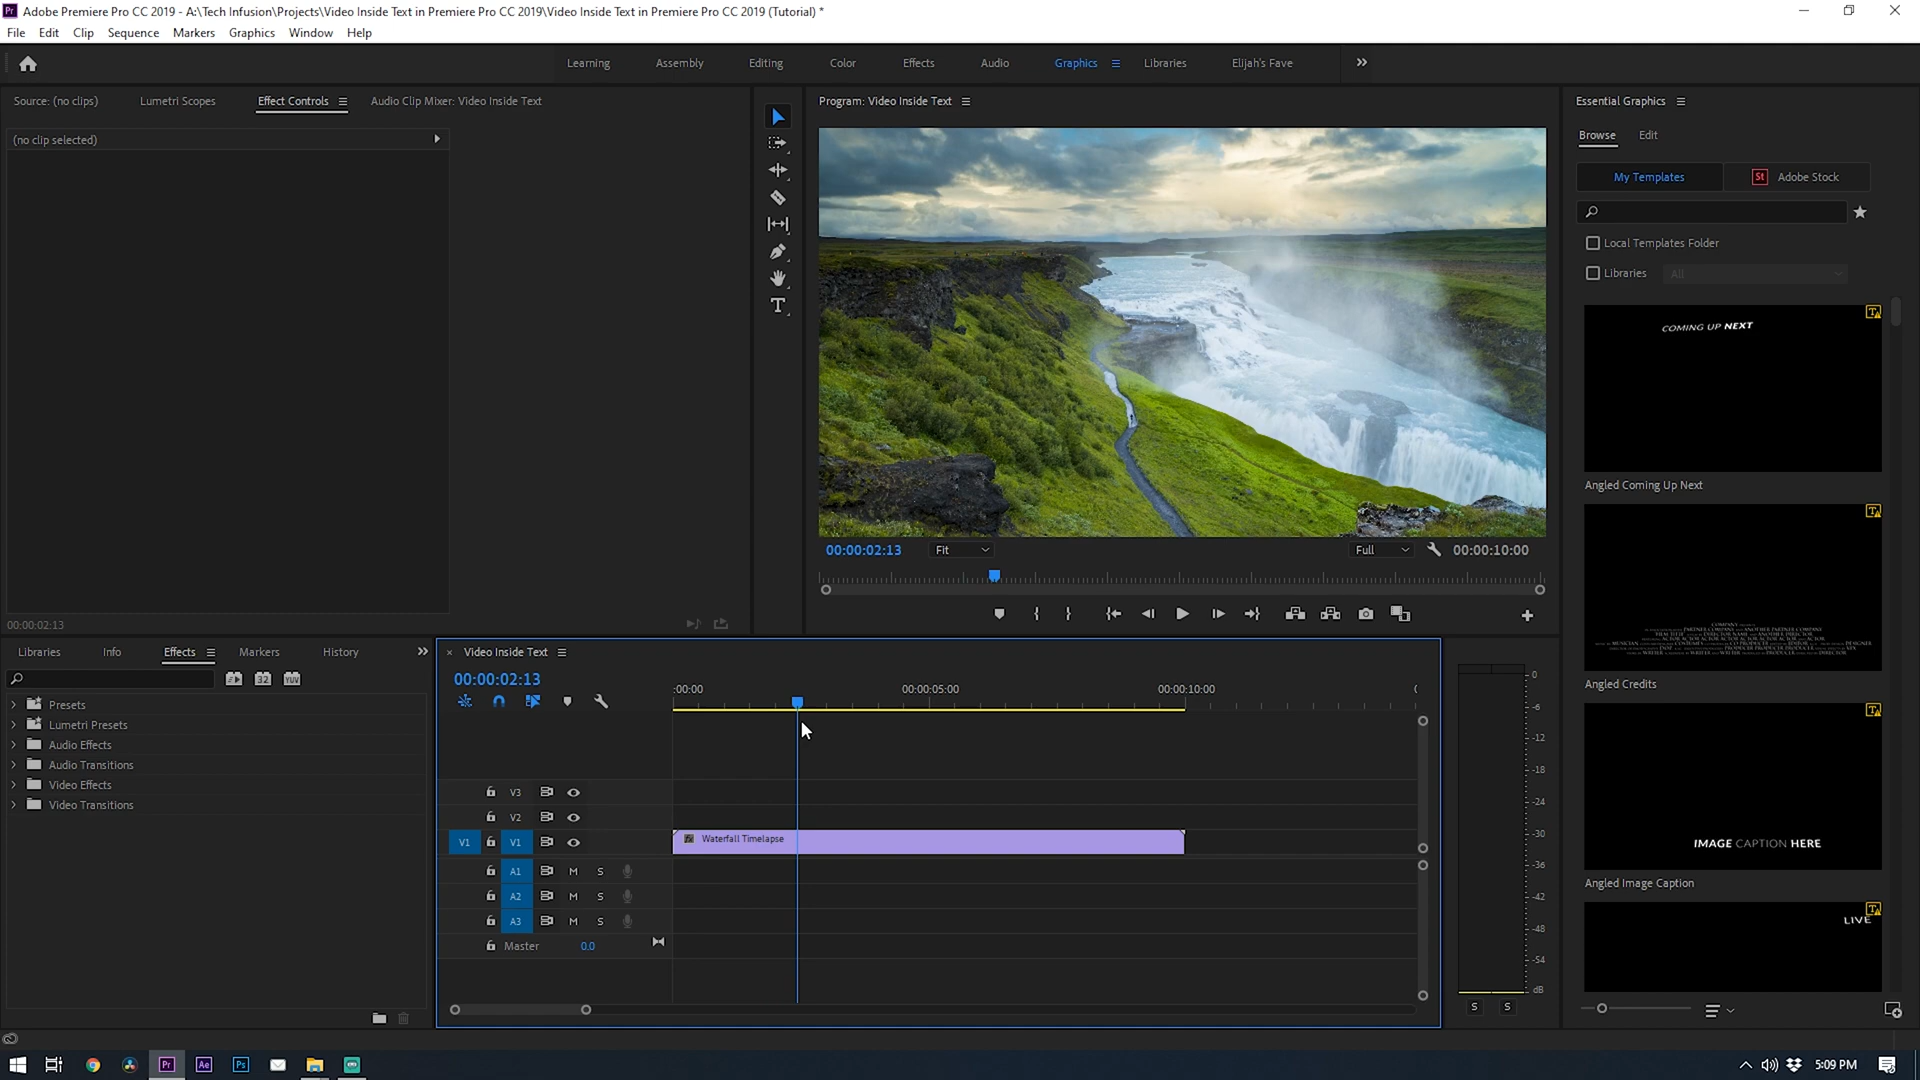 Pr Adobe Premiere Pro CC 2019 - A:\Tech Infusion\Projects\Video Inside Text in Premiere Pro CC 2019\Video Inside Text in Premiere Pro CC 2019 (Tutorial) *
File Edit Clip Sequence Markers Graphics Window Help
Learning Assembly Editing Color Effects Audio Graphics Libraries Elijah's Fave
Source: (no clips) Lumetri Scopes Effect Controls Audio Clip Mixer: Video Inside Text
(no clip selected)
00:00:02:13
Program: Video Inside Text
00:00:02:13 Fit Full 00:00:10:00
Essential Graphics
Browse Edit
My Templates St Adobe Stock
Local Templates Folder
Libraries All
COMING UP NEXT
Angled Coming Up Next
Angled Credits
IMAGE CAPTION HERE
Angled Image Caption
LIVE
Libraries Info Effects Markers History
32 YUV
Presets
Lumetri Presets
Audio Effects
Audio Transitions
Video Effects
Video Transitions
Video Inside Text
00:00:02:13
:00:00 00:00:05:00 00:00:10:00
V3
V2
V1 V1 Waterfall Timelapse
A1 M S
A2 M S
A3 M S
Master 0.0
0
-6
-12
-18
-24
-30
-36
-42
-48
-54
dB
S S
Pr Ae Ps
5:09 PM